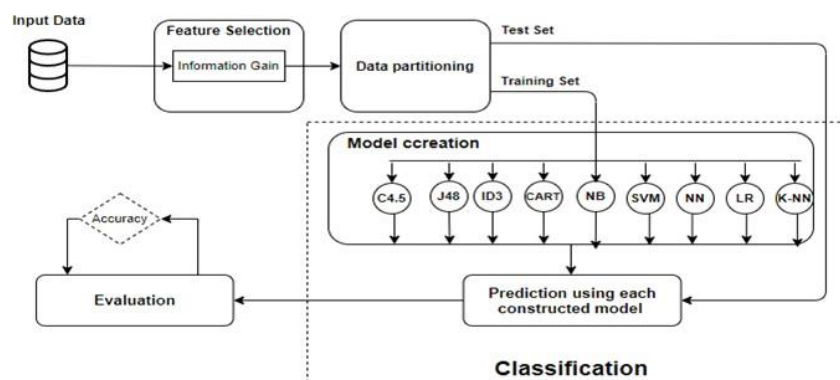 Input Data
Feature Selection
Information Gain
Data partitioning
Test Set
Training Set
Model ccreation
C4.5
J48
ID3
CART
NB
SVM
NN
LR
K-NN
Accuracy
Evaluation
Prediction using each
constructed model
Classification